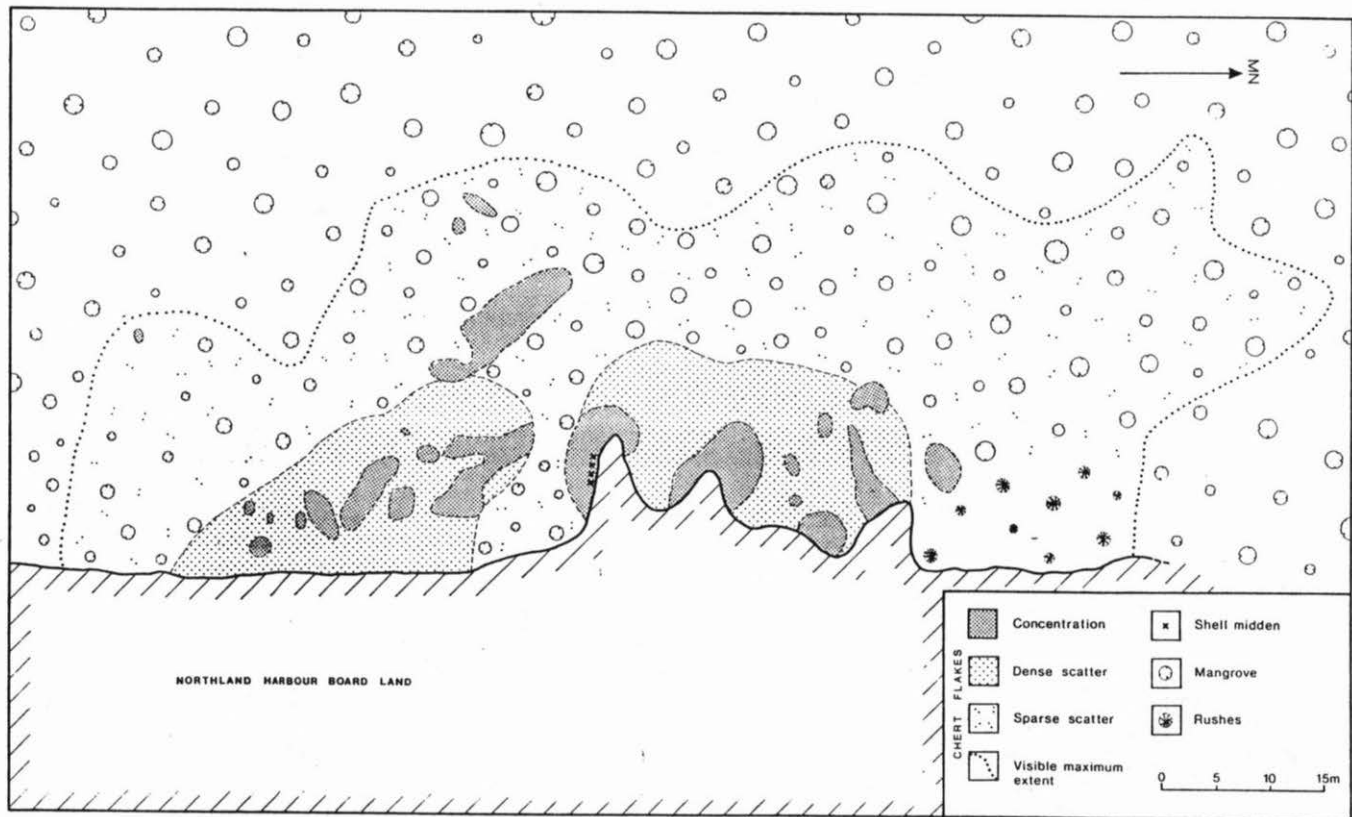 MN
NORTHLAND HARBOUR BOARD LAND
CHERT FLAKES
Concentration
Dense scatter
Sparse scatter
Visible maximum
extent
Shell midden
Mangrove
Rushes
0 5 10 15m